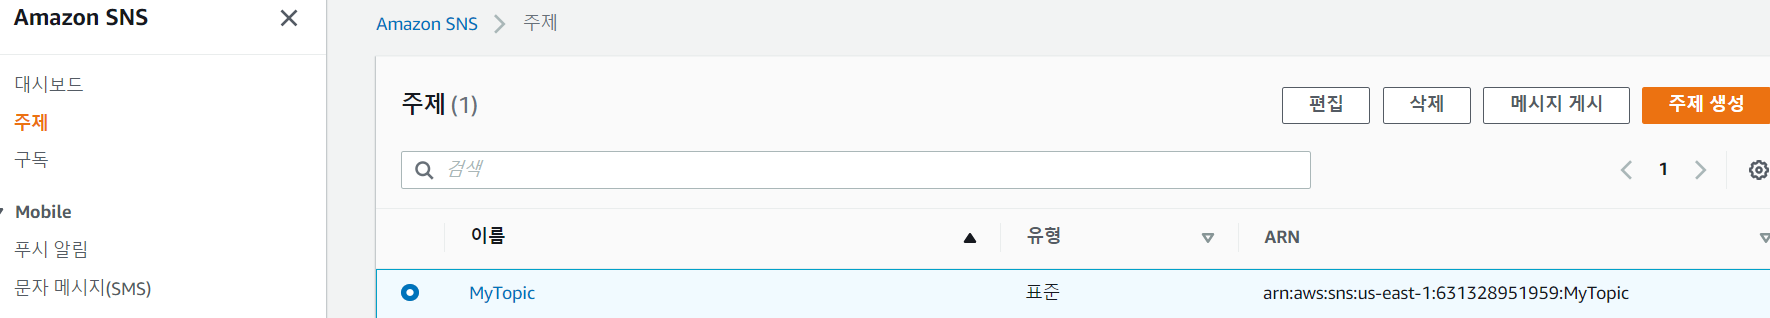 Amazon SNS
대시보드
주제
구독
Mobile
푸시 알림
문자 메시지(SMS)
Amazon SNS 주제
주제 (1)
편집 삭제 메시지 게시 주제 생성
검색
1
이름 유형 ARN
MyTopic 표준 arn:aws:sns:us-east-1:631328951959:MyTopic